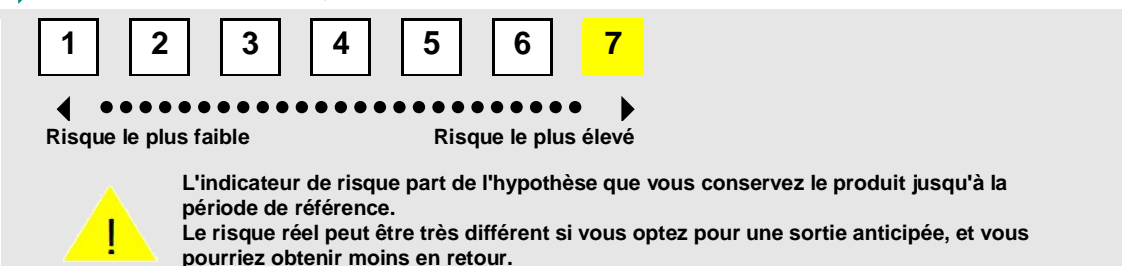 1 2 3 4 5 6 7
Risque le plus faible Risque le plus élevé
L'indicateur de risque part de l'hypothèse que vous conservez le produit jusqu'à la
période de référence.
! Le risque réel peut être très différent si vous optez pour une sortie anticipée, et vous
pourriez obtenir moins en retour.